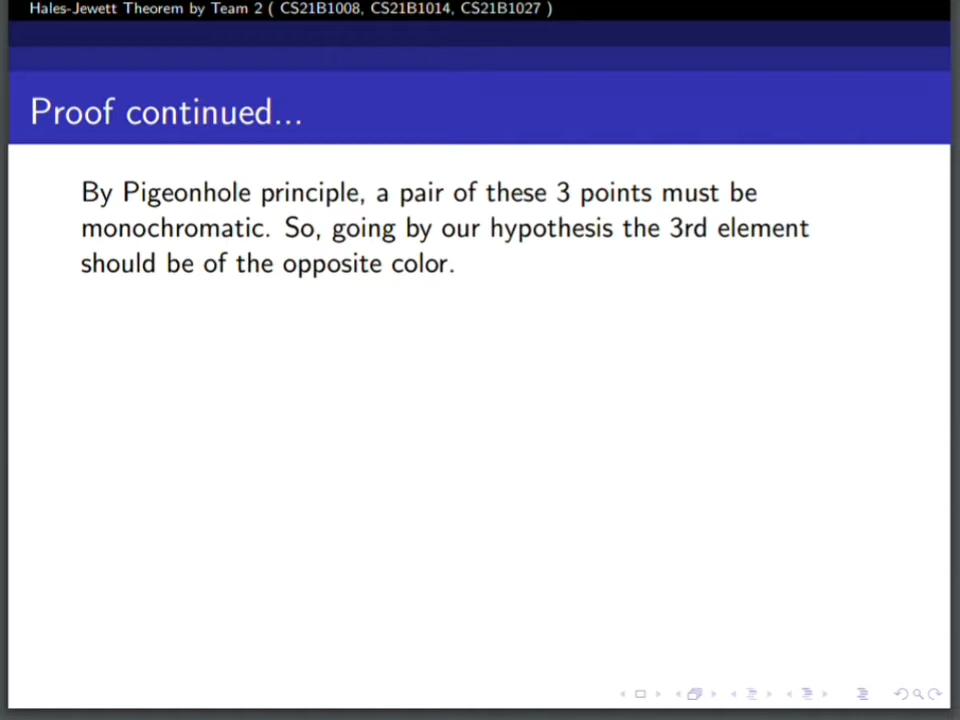 Hales-Jewett Theorem by Team 2 ( CS21B1008, CS21B1014, CS21B1027 )
Proof continued...
By Pigeonhole principle, a pair of these 3 points must be
monochromatic. So, going by our hypothesis the 3rd element
should be of the opposite color.